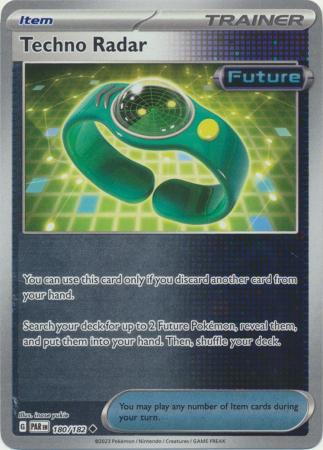 Item
TRAINER
Techno Radar
Future
You can use this card only if you discard another card from
your hand.
Search your deck for up to 2 Future Pokémon, reveal them,
and put them into your hand. Then, shuffle your deck.
Illus. inose yukie
G PAR EN 180/182
You may play any number of Item cards during
your turn.
©2023 Pokémon / Nintendo / Creatures / GAME FREAK